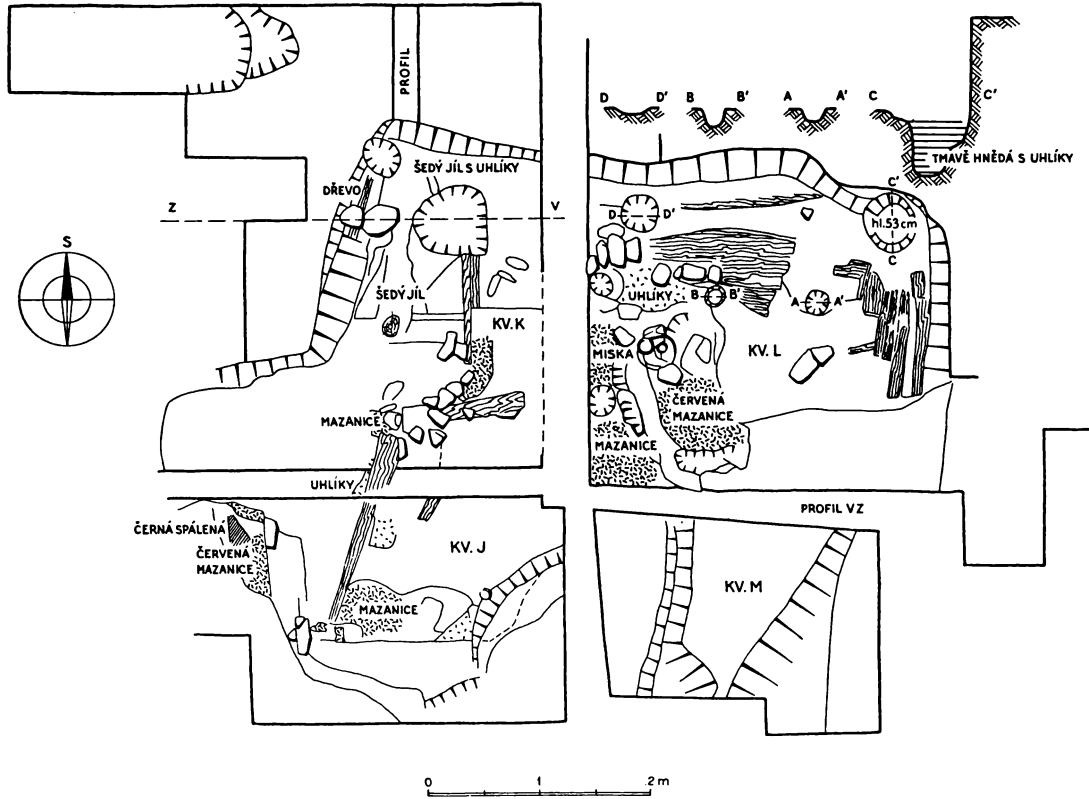 PROFIL
D D' B B' A A' C C'
TMAVĚ HNĚDÁ S UHLÍKY
ŠEDÝ JÍL S UHLÍKY
DŘEVO
Z V
C'
D D'
hl. 53 cm
C
S
ŠEDÝ JÍL
UHLÍKY
B B'
A A'
KV. K
MISKA
KV. L
ČERVENÁ
MAZANICE
MAZANICE
MAZANICE
UHLÍKY
PROFIL VZ
ČERNÁ SPÁLENÁ
ČERVENÁ
MAZANICE
KV. J
KV. M
MAZANICE
0 1 2 m